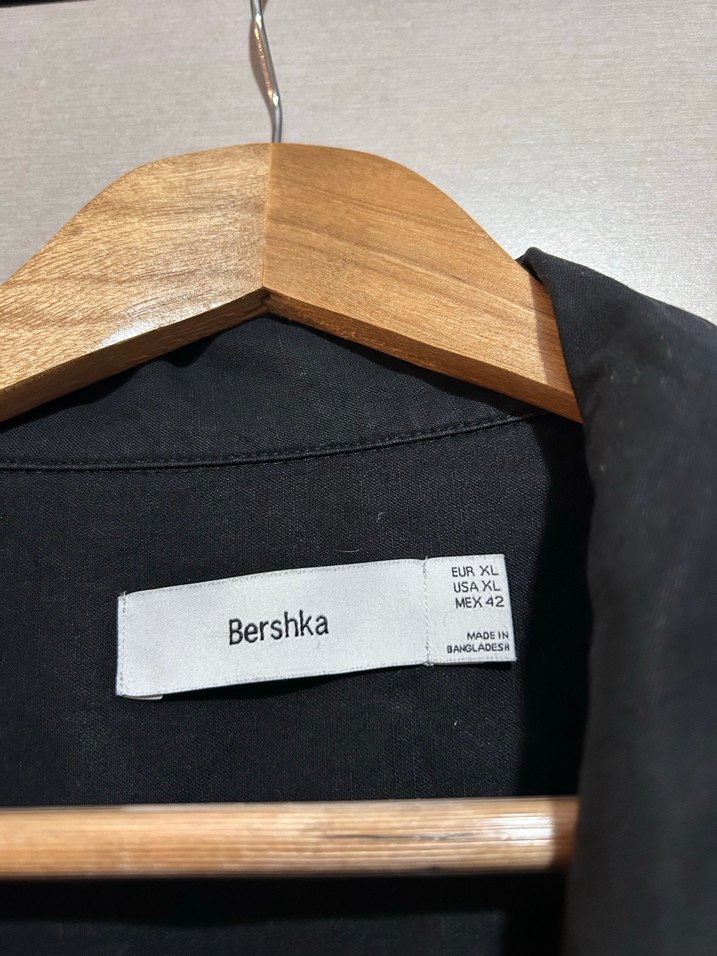 Bershka
EUR XL
USA XL
MEX 42
MADE IN
BANGLADESH